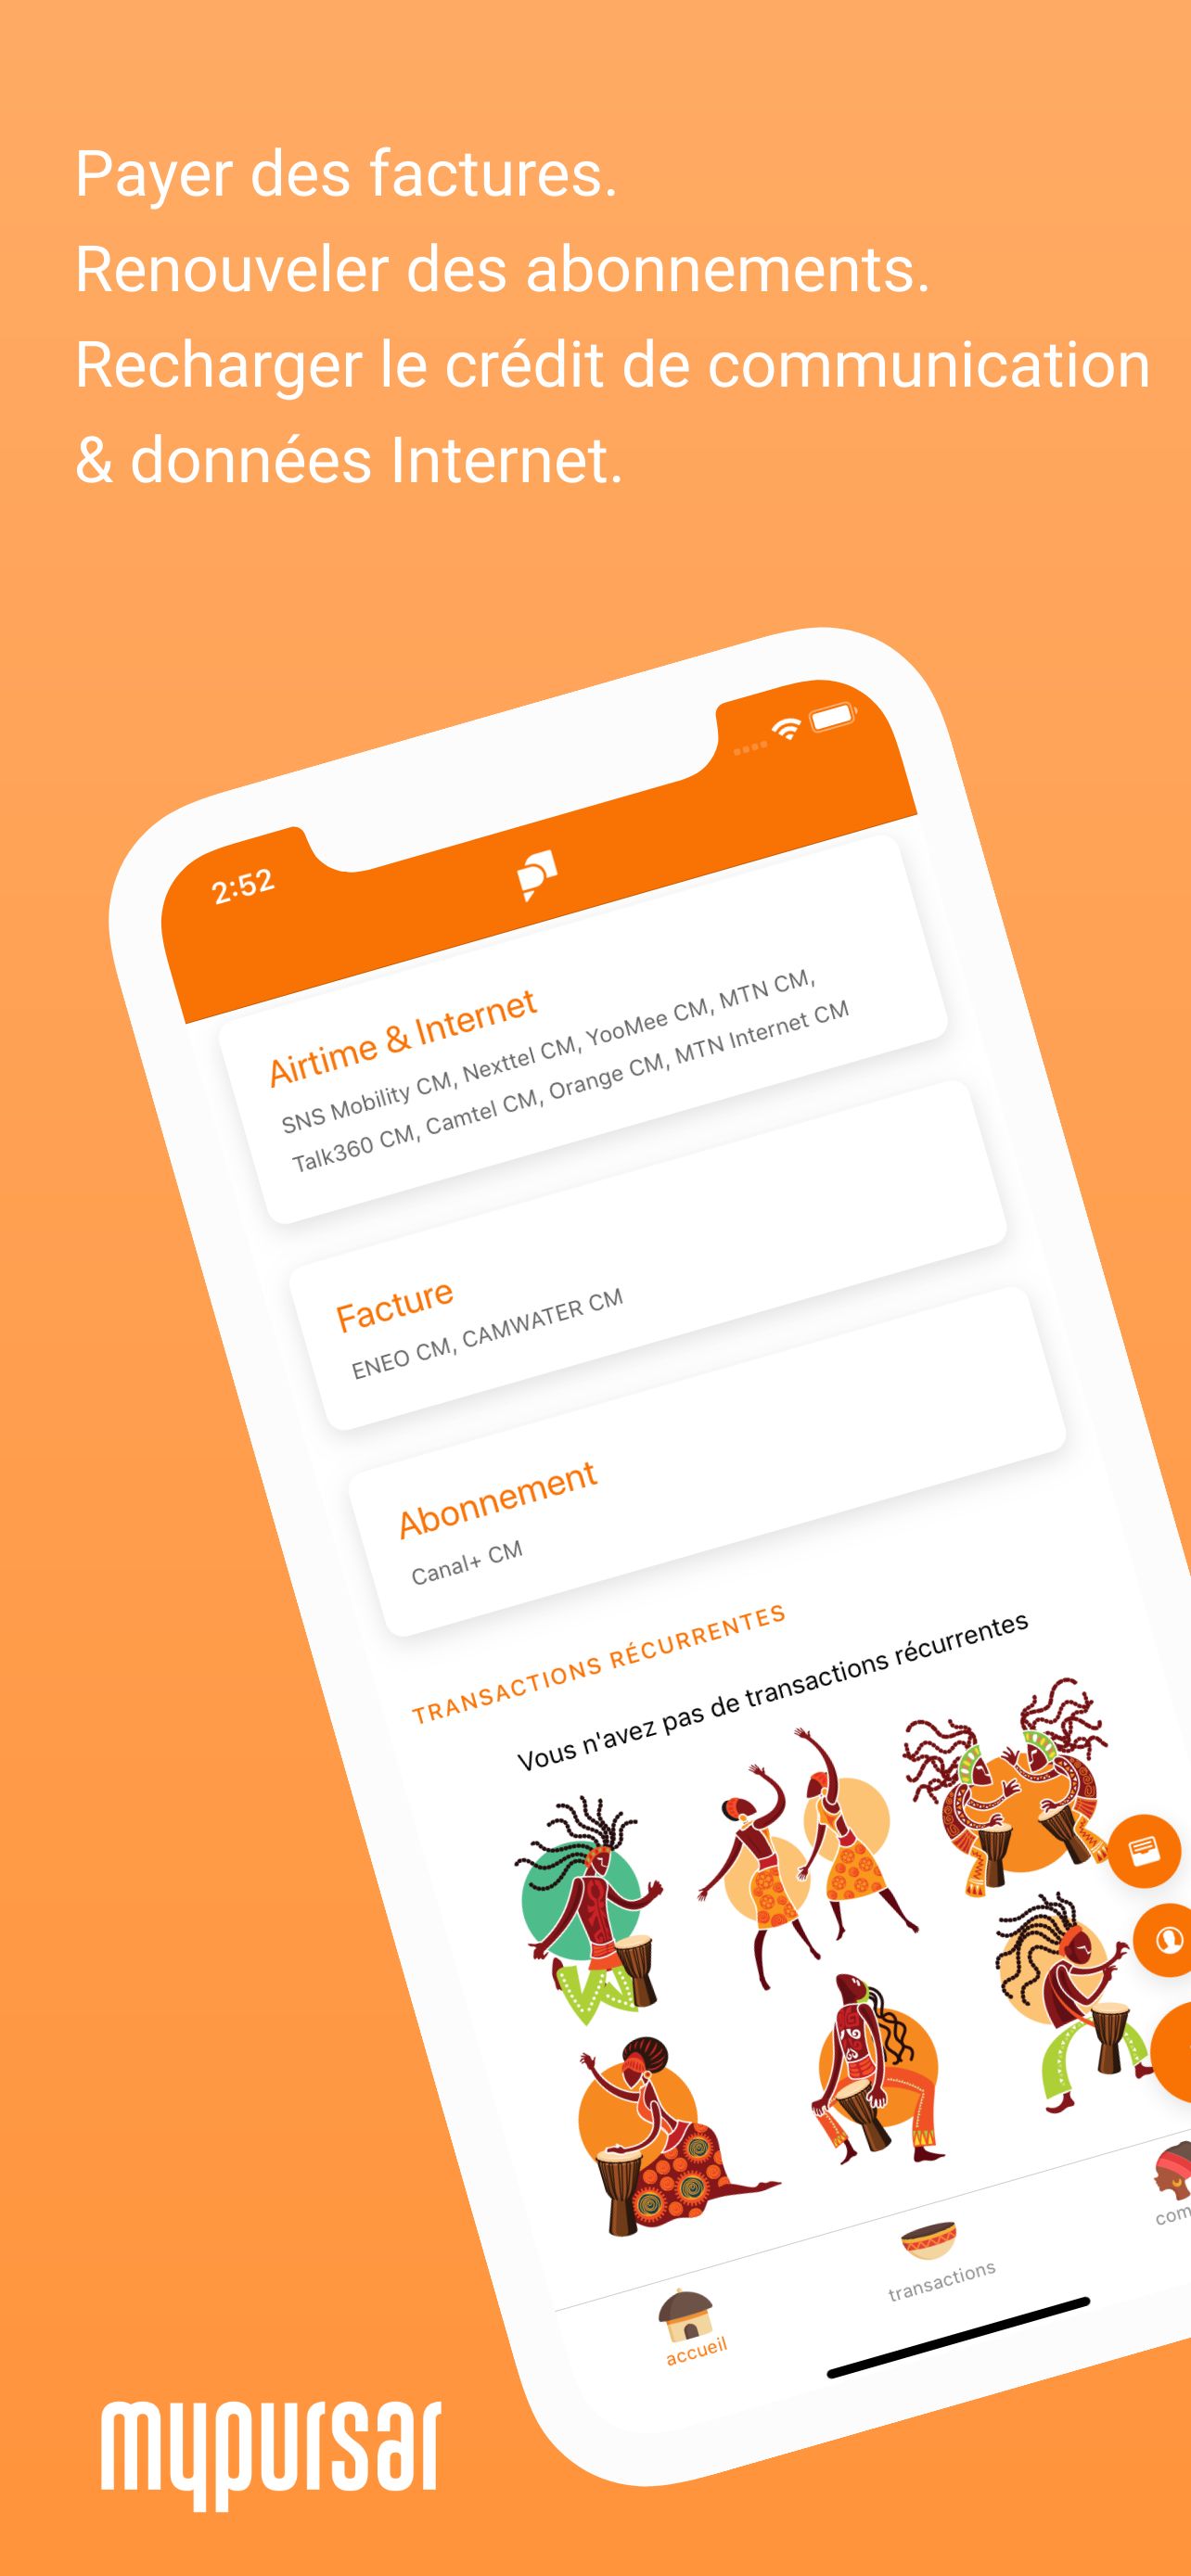 Payer des factures.
Renouveler des abonnements.
Recharger le crédit de communication
& données Internet.
2:52
Airtime & Internet
SNS Mobility CM, Nexttel CM, YooMee CM, MTN CM,
Talk360 CM, Camtel CM, Orange CM, MTN Internet CM
Facture
ENEO CM, CAMWATER CM
Abonnement
Canal+ CM
TRANSACTIONS RÉCURRENTES
Vous n'avez pas de transactions récurrentes
accueil
transactions
com
mypursar